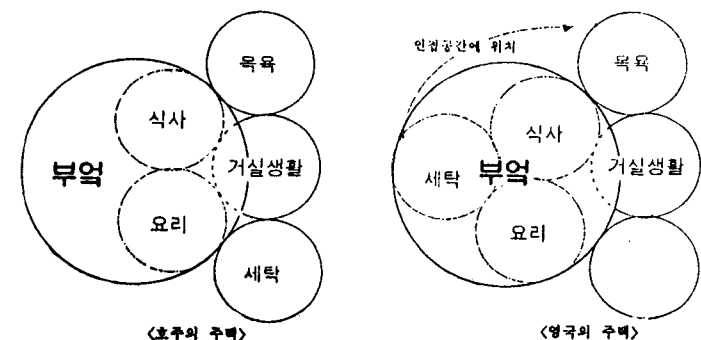 목욕
식사
부엌
거실생활
요리
세탁
<호주의 주택>
인접공간에 위치
목욕
식사
세탁
부엌
거실생활
요리
<영국의 주택>